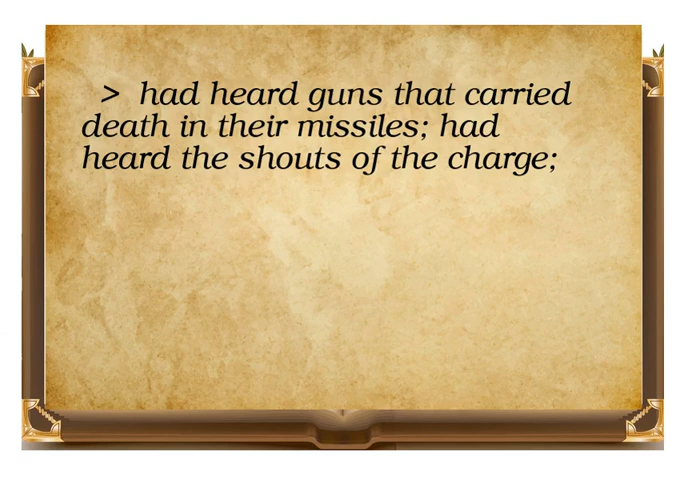 > had heard guns that carried
death in their missiles; had
heard the shouts of the charge;